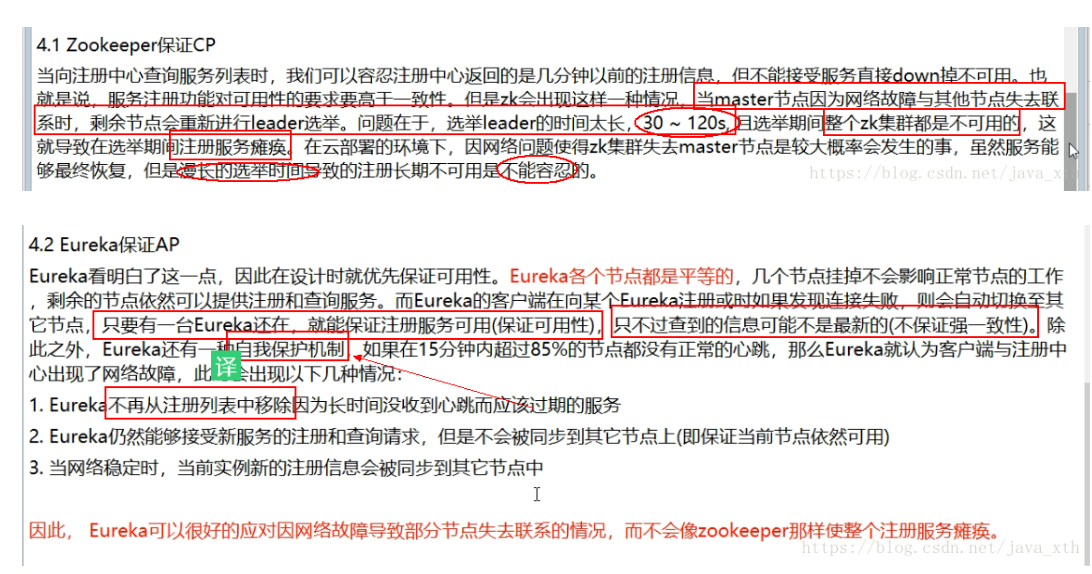 4.1 Zookeeper保证CP
当向注册中心查询服务列表时，我们可以容忍注册中心返回的是几分钟以前的注册信息，但不能接受服务直接down掉不可用。也
就是说，服务注册功能对可用性的要求要高于一致性。但是zk会出现这样一种情况，当master节点因为网络故障与其他节点失去联
系时，剩余节点会重新进行leader选举。问题在于，选举leader的时间太长，30 ~ 120s, 且选举期间整个zk集群都是不可用的，这
就导致在选举期间注册服务瘫痪。在云部署的环境下，因网络问题使得zk集群失去master节点是较大概率会发生的事，虽然服务能
够最终恢复，但是漫长的选举时间导致的注册长期不可用是不能容忍的。
https://blog.csdn.net/java_xth
4.2 Eureka保证AP
Eureka看明白了这一点，因此在设计时就优先保证可用性。Eureka各个节点都是平等的，几个节点挂掉不会影响正常节点的工作
，剩余的节点依然可以提供注册和查询服务。而Eureka的客户端在向某个Eureka注册或时如果发现连接失败，则会自动切换至其
它节点，只要有一台Eureka还在，就能保证注册服务可用(保证可用性)，只不过查到的信息可能不是最新的(不保证强一致性)。除
此之外，Eureka还有一种自我保护机制，如果在15分钟内超过85%的节点都没有正常的心跳，那么Eureka就认为客户端与注册中
心出现了网络故障，此译会出现以下几种情况：
1. Eureka不再从注册列表中移除因为长时间没收到心跳而应该过期的服务
2. Eureka仍然能够接受新服务的注册和查询请求，但是不会被同步到其它节点上(即保证当前节点依然可用)
3. 当网络稳定时，当前实例新的注册信息会被同步到其它节点中
因此， Eureka可以很好的应对因网络故障导致部分节点失去联系的情况，而不会像zookeeper那样使整个注册服务瘫痪。
https://blog.csdn.net/java_xth